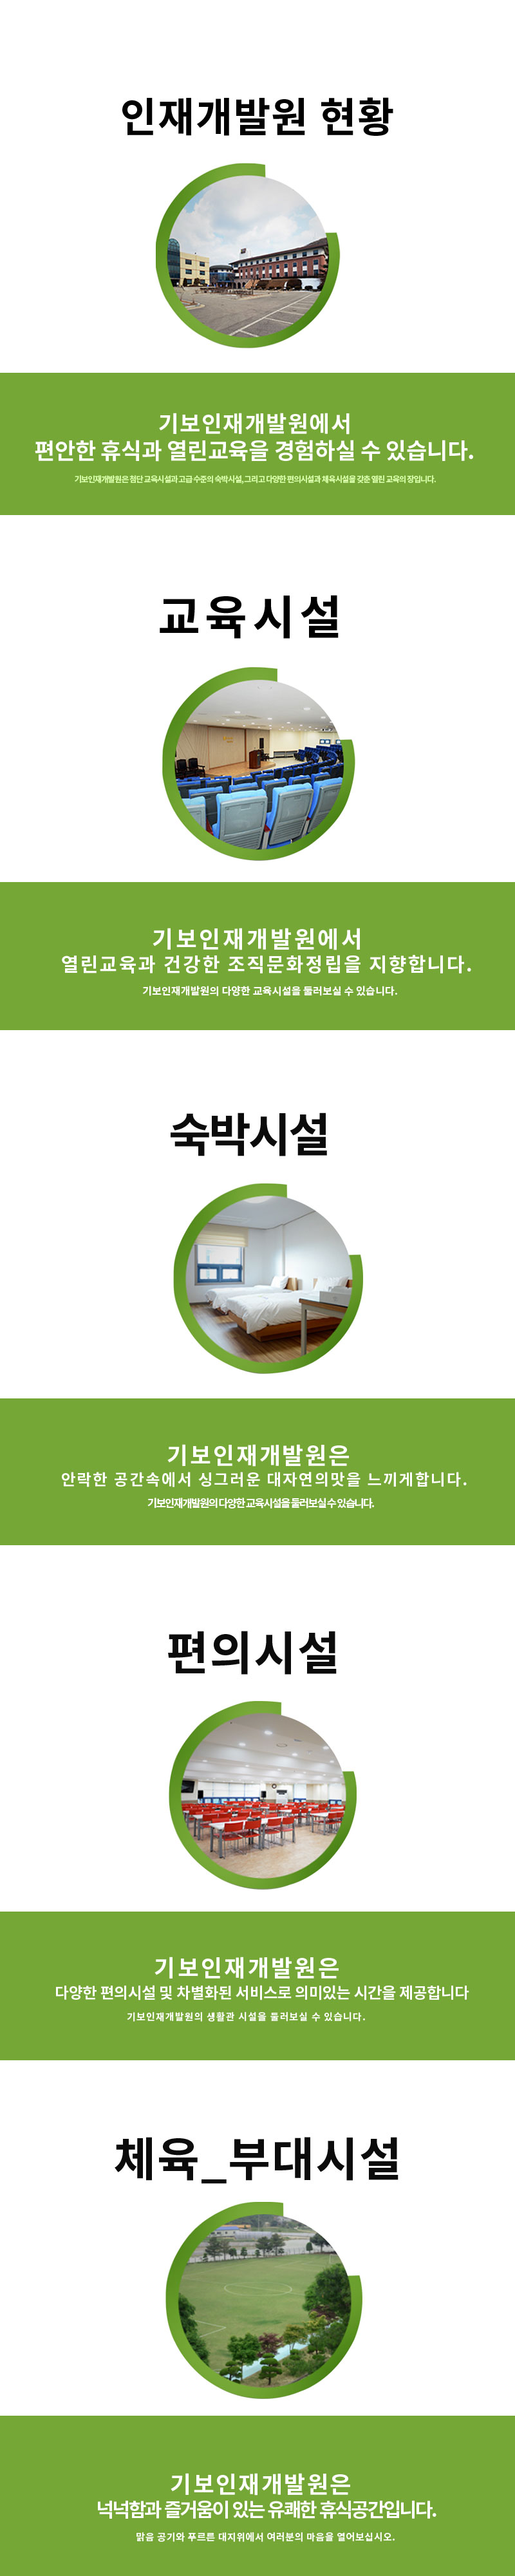 인재개발원 현황
기보인재개발원에서
편안한 휴식과 열린교육을 경험하실 수 있습니다.
기보인재개발원은 첨단 교육시설과 고급 수준의 숙박시설, 그리고 다양한 편의시설과 체육시설을 갖춘 열린 교육의 장입니다.
교육시설
기보인재개발원에서
열린교육과 건강한 조직문화정립을 지향합니다.
기보인재개발원의 다양한 교육시설을 둘러보실 수 있습니다.
숙박시설
기보인재개발원은
안락한 공간속에서 싱그러운 대자연의맛을 느끼게합니다.
기보인재개발원의 다양한 교육시설을 둘러보실 수 있습니다.
편의시설
기보인재개발원은
다양한 편의시설 및 차별화된 서비스로 의미있는 시간을 제공합니다
기보인재개발원의 생활관 시설을 둘러보실 수 있습니다.
체육_부대시설
기보인재개발원은
넉넉함과 즐거움이 있는 유쾌한 휴식공간입니다.
맑음 공기와 푸르른 대지위에서 여러분의 마음을 열어보십시오.